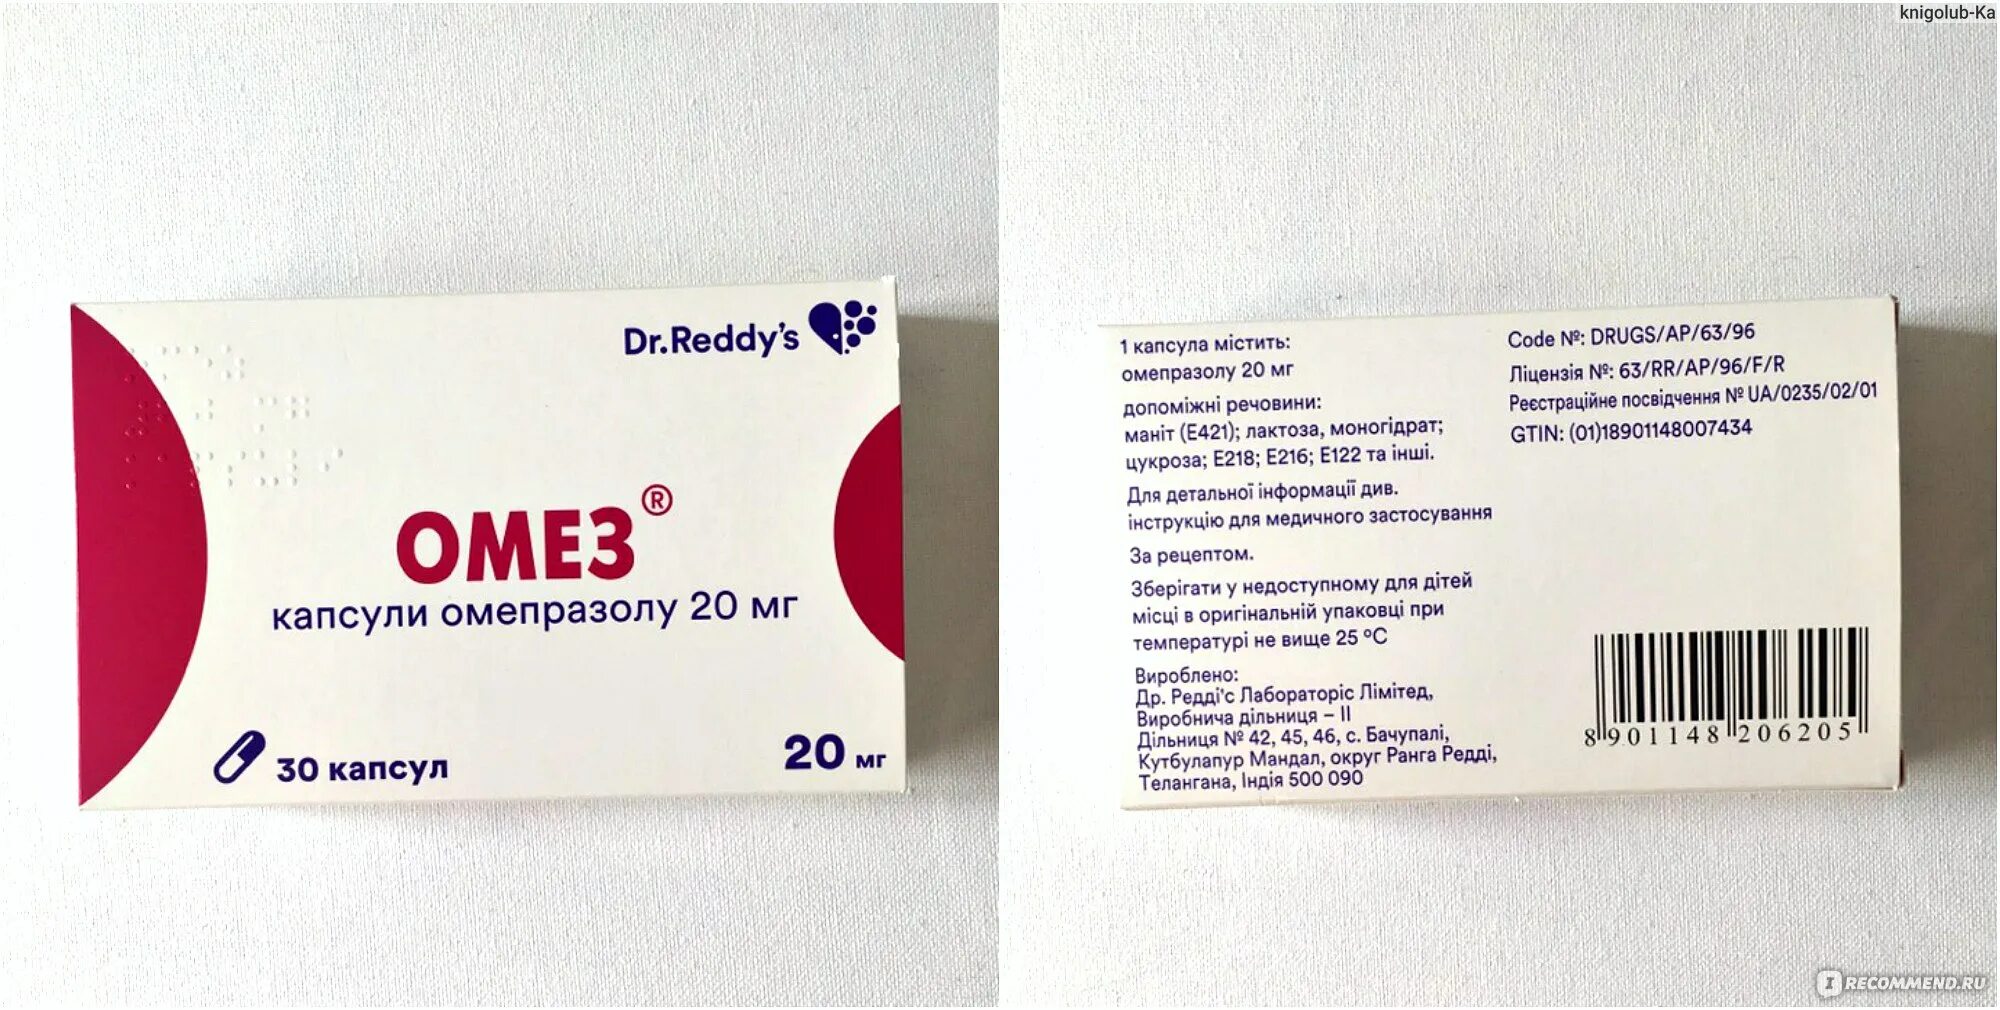 knigolub-Ka
Dr.Reddy's
ОМЕЗ®
капсули омепразолу 20 мг
30 капсул
20 мг
1 капсула містить:
омепразолу 20 мг
допоміжні речовини:
маніт (Е421); лактоза, моногідрат;
цукроза; Е218; Е216; Е122 та інші.
Для детальної інформації див.
інструкцію для медичного застосування
За рецептом.
Зберігати у недоступному для дітей
місці в оригінальній упаковці при
температурі не вище 25 °С
Вироблено:
Др. Редді'с Лабораторіс Лімітед,
Виробнича дільниця – II
Дільниця № 42, 45, 46, с. Бачупалі,
Кутбулапур Мандал, округ Ранга Редді,
Телангана, Індія 500 090
Code №: DRUGS/AP/63/96
Ліцензія №: 63/RR/AP/96/F/R
Реєстраційне посвідчення № UA/0235/02/01
GTIN: (01)18901148007434
8 901148 206205
IRECOMMEND.RU